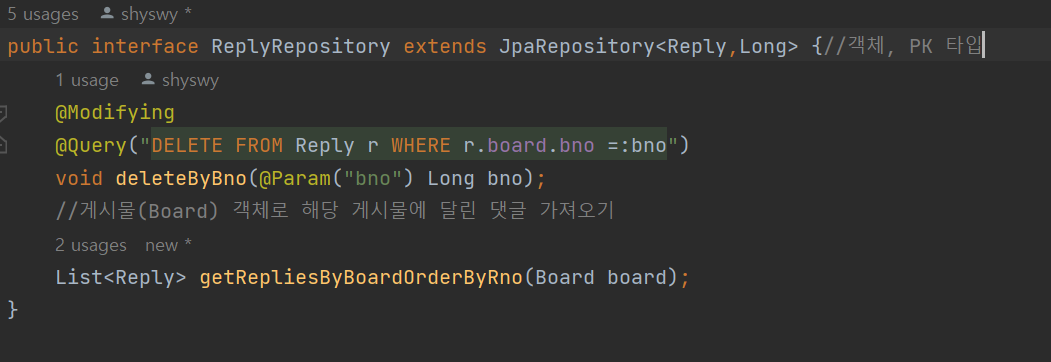 5 usages shyswy *
public interface ReplyRepository extends JpaRepository<Reply,Long> {//객체, PK 타입
1 usage shyswy
@Modifying
@Query("DELETE FROM Reply r WHERE r.board.bno =:bno")
void deleteByBno(@Param("bno") Long bno);
//게시물(Board) 객체로 해당 게시물에 달린 댓글 가져오기
2 usages new *
List<Reply> getRepliesByBoardOrderByRno(Board board);
}